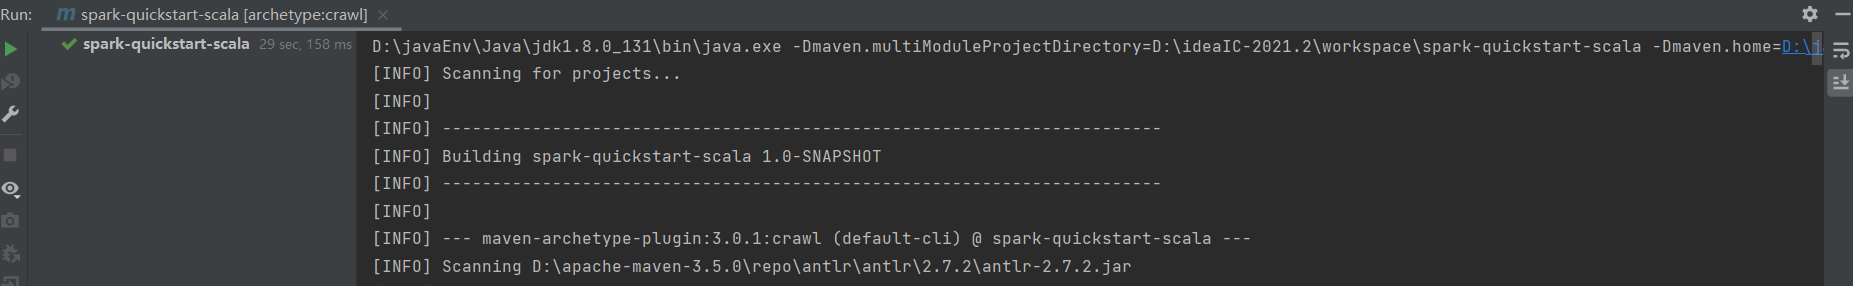 Run: m spark-quickstart-scala [archetype:crawl] ×
spark-quickstart-scala 29 sec, 158 ms
D:\javaEnv\Java\jdk1.8.0_131\bin\java.exe -Dmaven.multiModuleProjectDirectory=D:\ideaIC-2021.2\workspace\spark-quickstart-scala -Dmaven.home=D:\j
[INFO] Scanning for projects...
[INFO]
[INFO] ------------------------------------------------------------------------
[INFO] Building spark-quickstart-scala 1.0-SNAPSHOT
[INFO] ------------------------------------------------------------------------
[INFO]
[INFO] --- maven-archetype-plugin:3.0.1:crawl (default-cli) @ spark-quickstart-scala ---
[INFO] Scanning D:\apache-maven-3.5.0\repo\antlr\antlr\2.7.2\antlr-2.7.2.jar